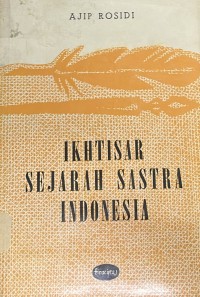 AJIP ROSIDI
IKHTISAR
SEJARAH SASTRA
INDONESIA